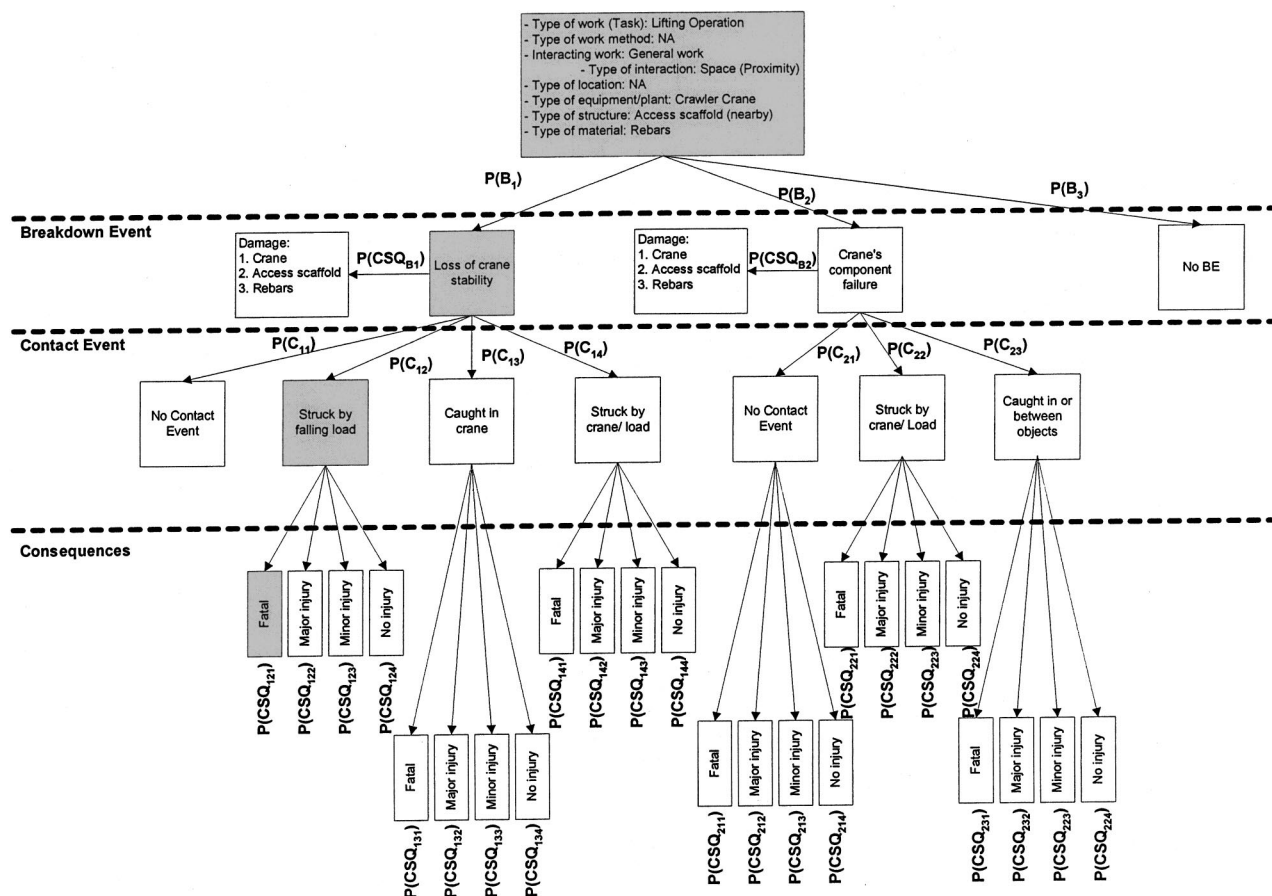 - Type of work (Task): Lifting Operation
- Type of work method: NA
- Interacting work: General work
- Type of interaction: Space (Proximity)
- Type of location: NA
- Type of equipment/plant: Crawler Crane
- Type of structure: Access scaffold (nearby)
- Type of material: Rebars
P(B₁)
P(B₂)
P(B₃)
Breakdown Event
Damage:
1. Crane
2. Access scaffold
3. Rebars
P(CSQ_B1)
Loss of crane
stability
Damage:
1. Crane
2. Access scaffold
3. Rebars
P(CSQ_B2)
Crane's
component
failure
No BE
Contact Event
P(C₁₁)
P(C₁₂)
P(C₁₃)
P(C₁₄)
P(C₂₁)
P(C₂₂)
P(C₂₃)
No Contact
Event
Struck by
falling load
Caught in
crane
Struck by
crane/ load
No Contact
Event
Struck by
crane/ Load
Caught in or
between
objects
Consequences
Fatal
Major injury
Minor injury
No injury
P(CSQ₁₂₁)
P(CSQ₁₂₂)
P(CSQ₁₂₃)
P(CSQ₁₂₄)
Fatal
Major injury
Minor injury
No injury
P(CSQ₁₃₁)
P(CSQ₁₃₂)
P(CSQ₁₃₃)
P(CSQ₁₃₄)
Fatal
Major injury
Minor injury
No injury
P(CSQ₁₄₁)
P(CSQ₁₄₂)
P(CSQ₁₄₃)
P(CSQ₁₄₄)
Fatal
Major injury
Minor injury
No injury
P(CSQ₂₁₁)
P(CSQ₂₁₂)
P(CSQ₂₁₃)
P(CSQ₂₁₄)
Fatal
Major injury
Minor injury
No injury
P(CSQ₂₂₁)
P(CSQ₂₂₂)
P(CSQ₂₂₃)
P(CSQ₂₂₄)
Fatal
Major injury
Minor injury
No injury
P(CSQ₂₃₁)
P(CSQ₂₃₂)
P(CSQ₂₂₃)
P(CSQ₂₂₄)